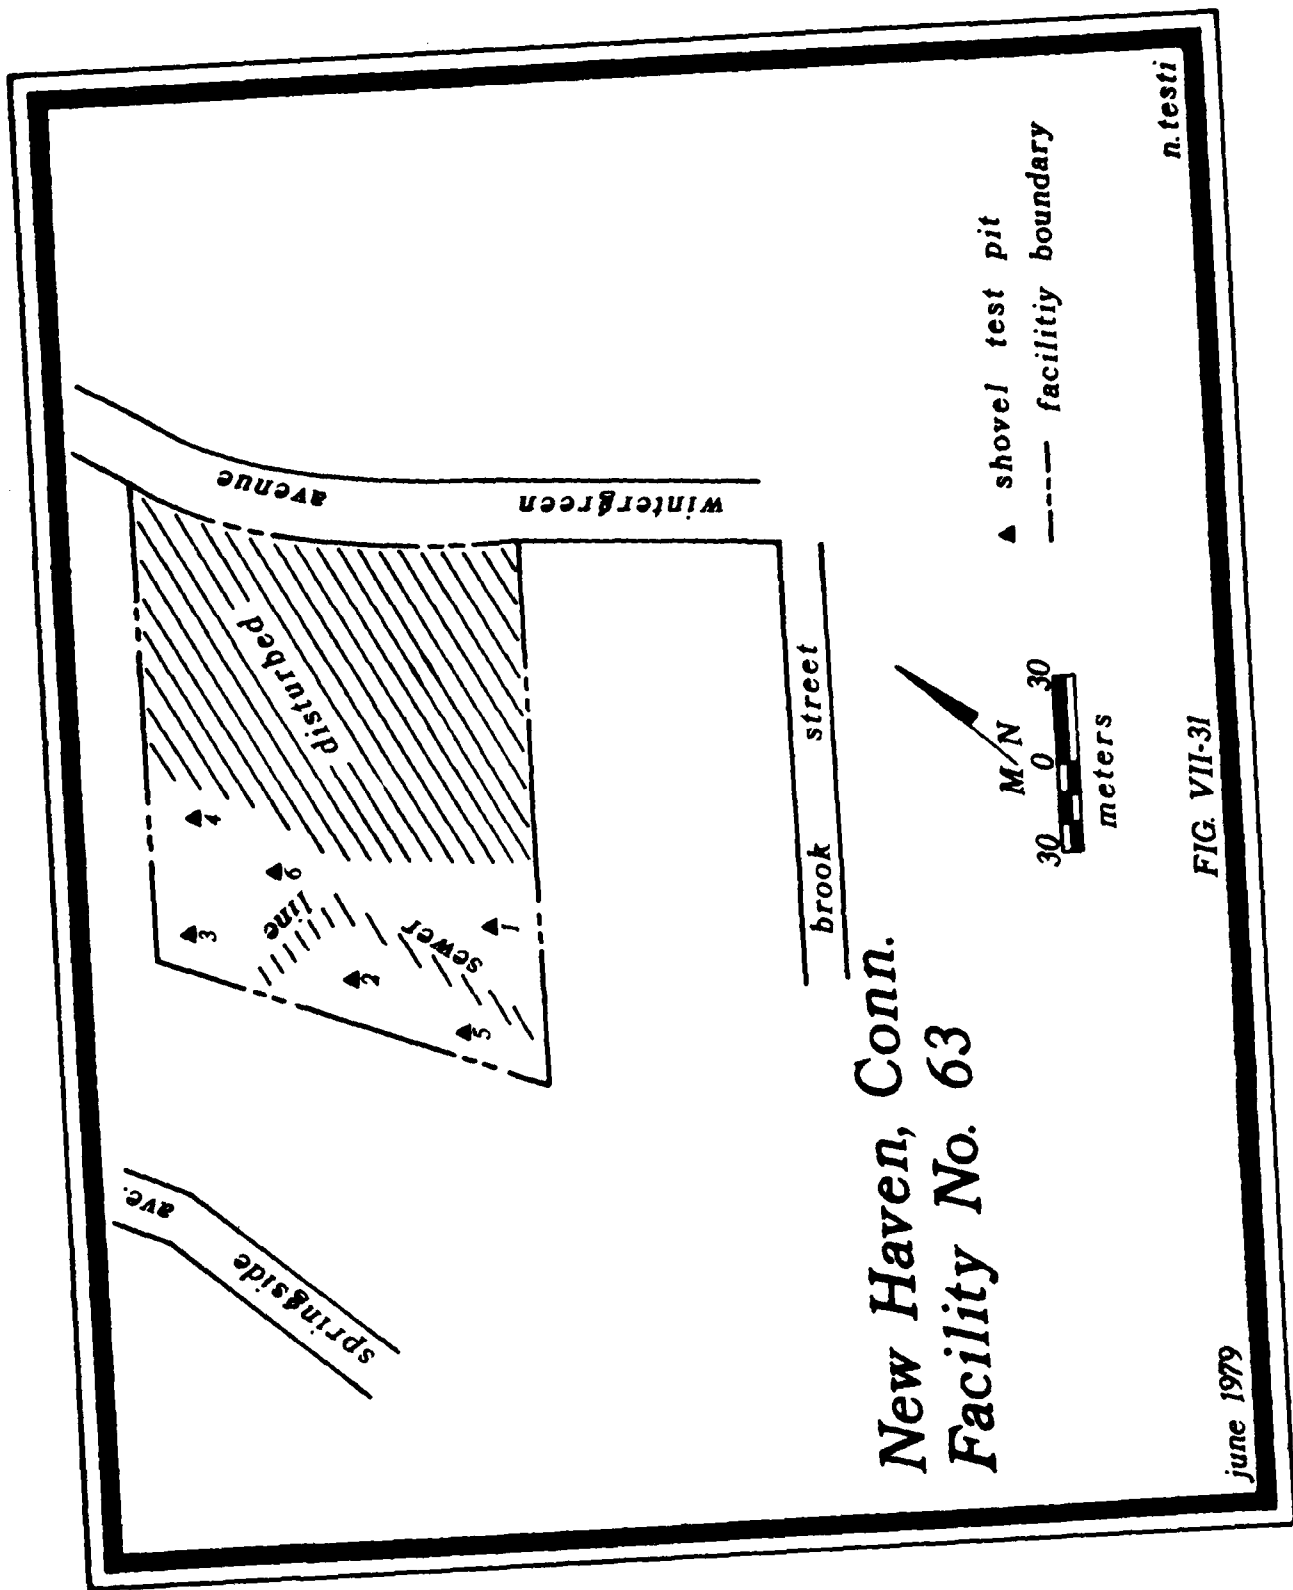 springside
ave.
wintergreen
avenue
disturbed
sewer
line
1
2
3
4
5
6
brook street
New Haven, Conn.
Facility No. 63
M/N
30 0 30
meters
shovel test pit
facilitiy boundary
june 1979
FIG. VII-31
n.testi